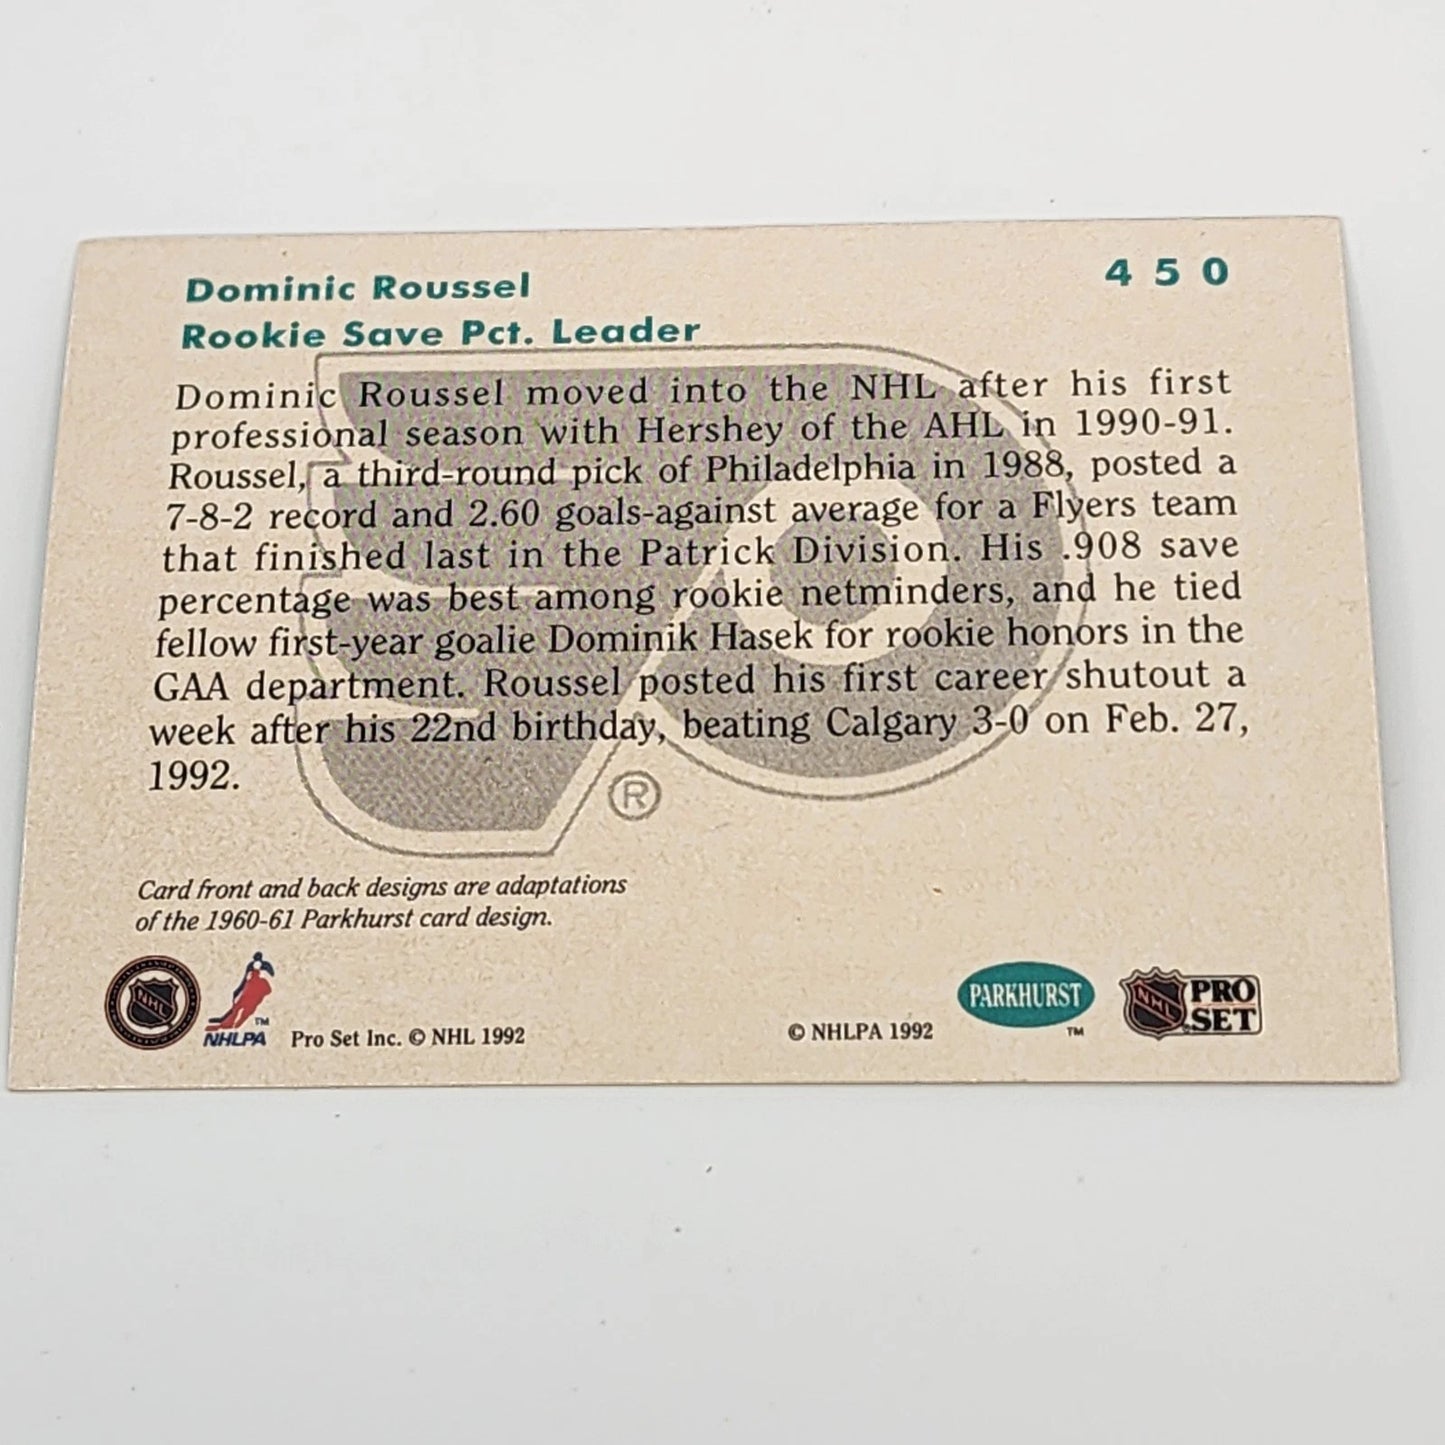 Dominic Roussel
450
Rookie Save Pct. Leader
Dominic Roussel moved into the NHL after his first
professional season with Hershey of the AHL in 1990-91.
Roussel, a third-round pick of Philadelphia in 1988, posted a
7-8-2 record and 2.60 goals-against average for a Flyers team
that finished last in the Patrick Division. His .908 save
percentage was best among rookie netminders, and he tied
fellow first-year goalie Dominik Hasek for rookie honors in the
GAA department. Roussel posted his first career shutout a
week after his 22nd birthday, beating Calgary 3-0 on Feb. 27,
1992.
®
Card front and back designs are adaptations
of the 1960-61 Parkhurst card design.
NHL
NHLPA TM
Pro Set Inc. © NHL 1992
© NHLPA 1992
PARKHURST
TM
NHL
PRO
SET